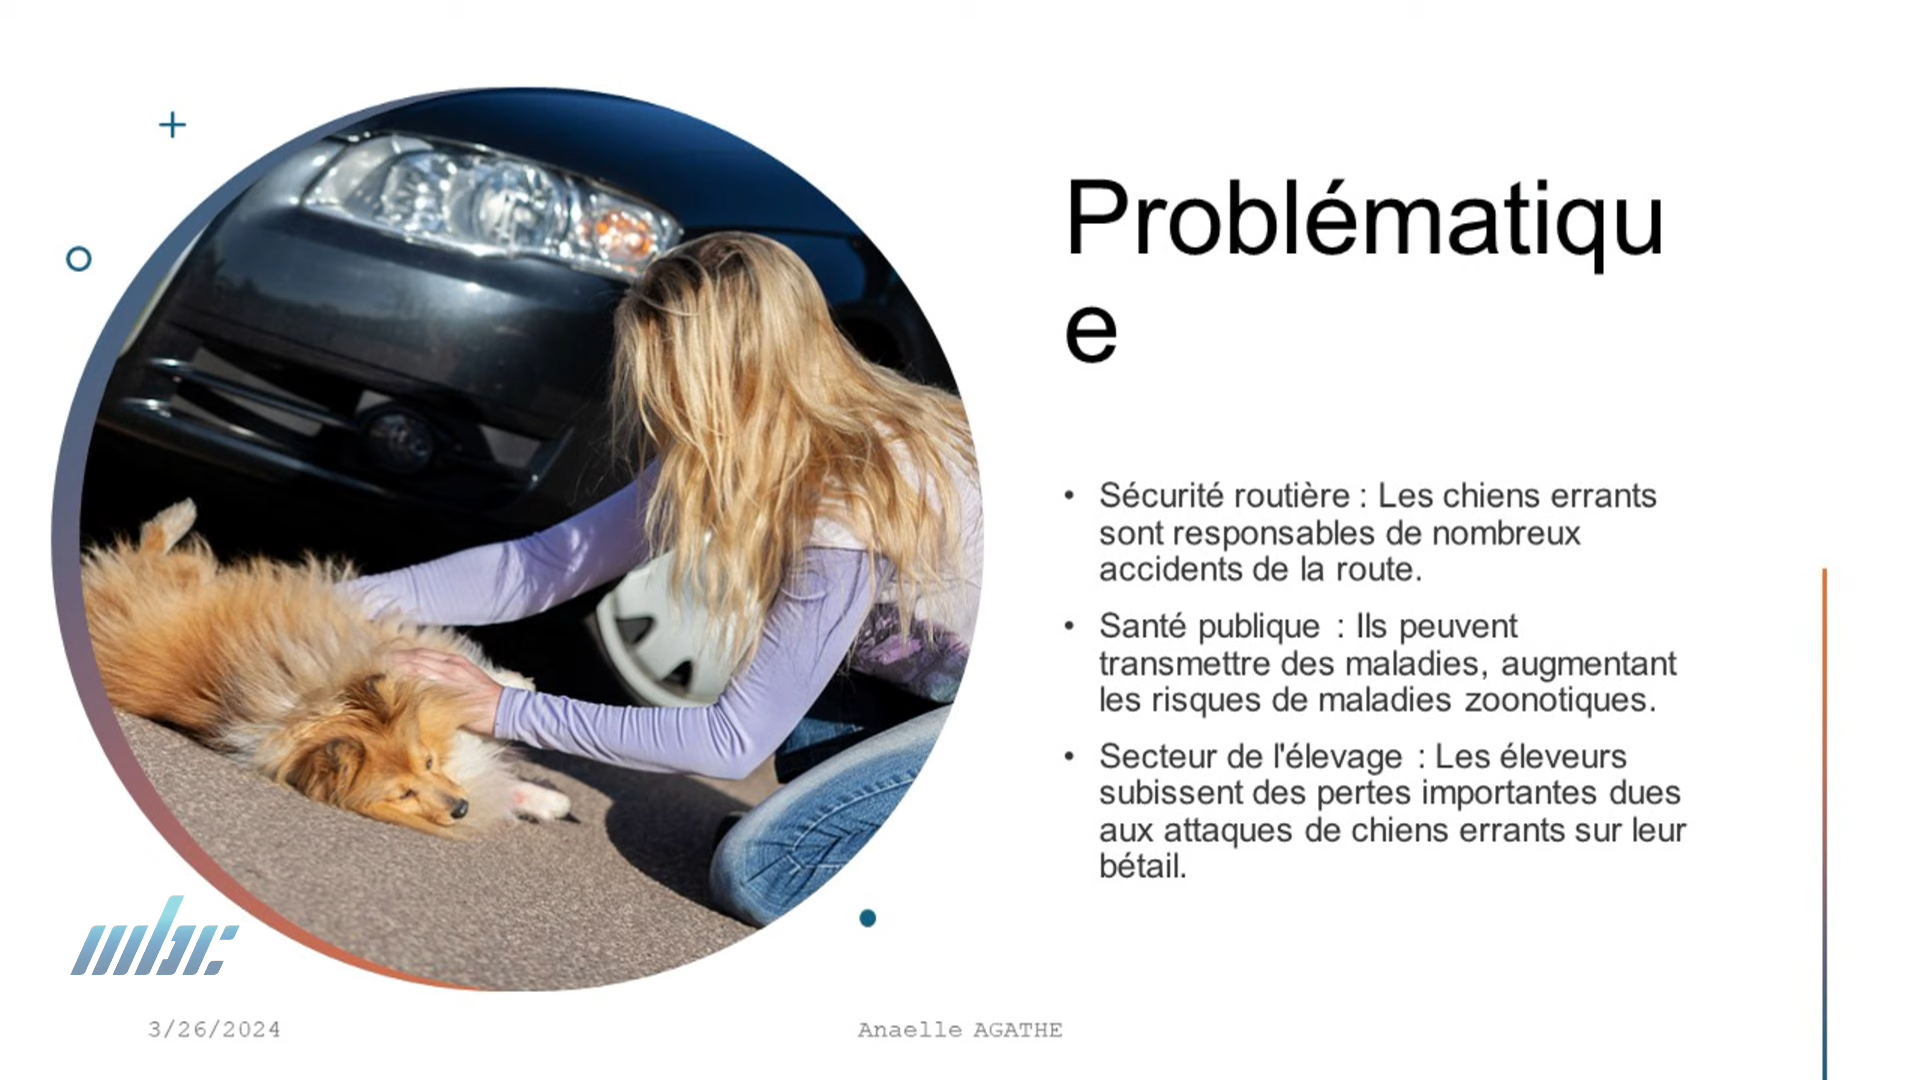 Problématiqu
e
• Sécurité routière : Les chiens errants
sont responsables de nombreux
accidents de la route.
• Santé publique : Ils peuvent
transmettre des maladies, augmentant
les risques de maladies zoonotiques.
• Secteur de l'élevage : Les éleveurs
subissent des pertes importantes dues
aux attaques de chiens errants sur leur
bétail.
mbc
3/26/2024
Anaelle AGATHE